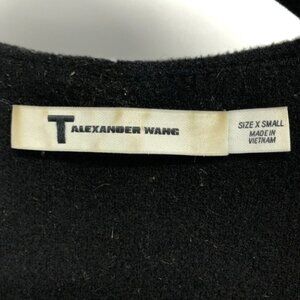 T ALEXANDER WANG
SIZE X SMALL
MADE IN
VIETNAM